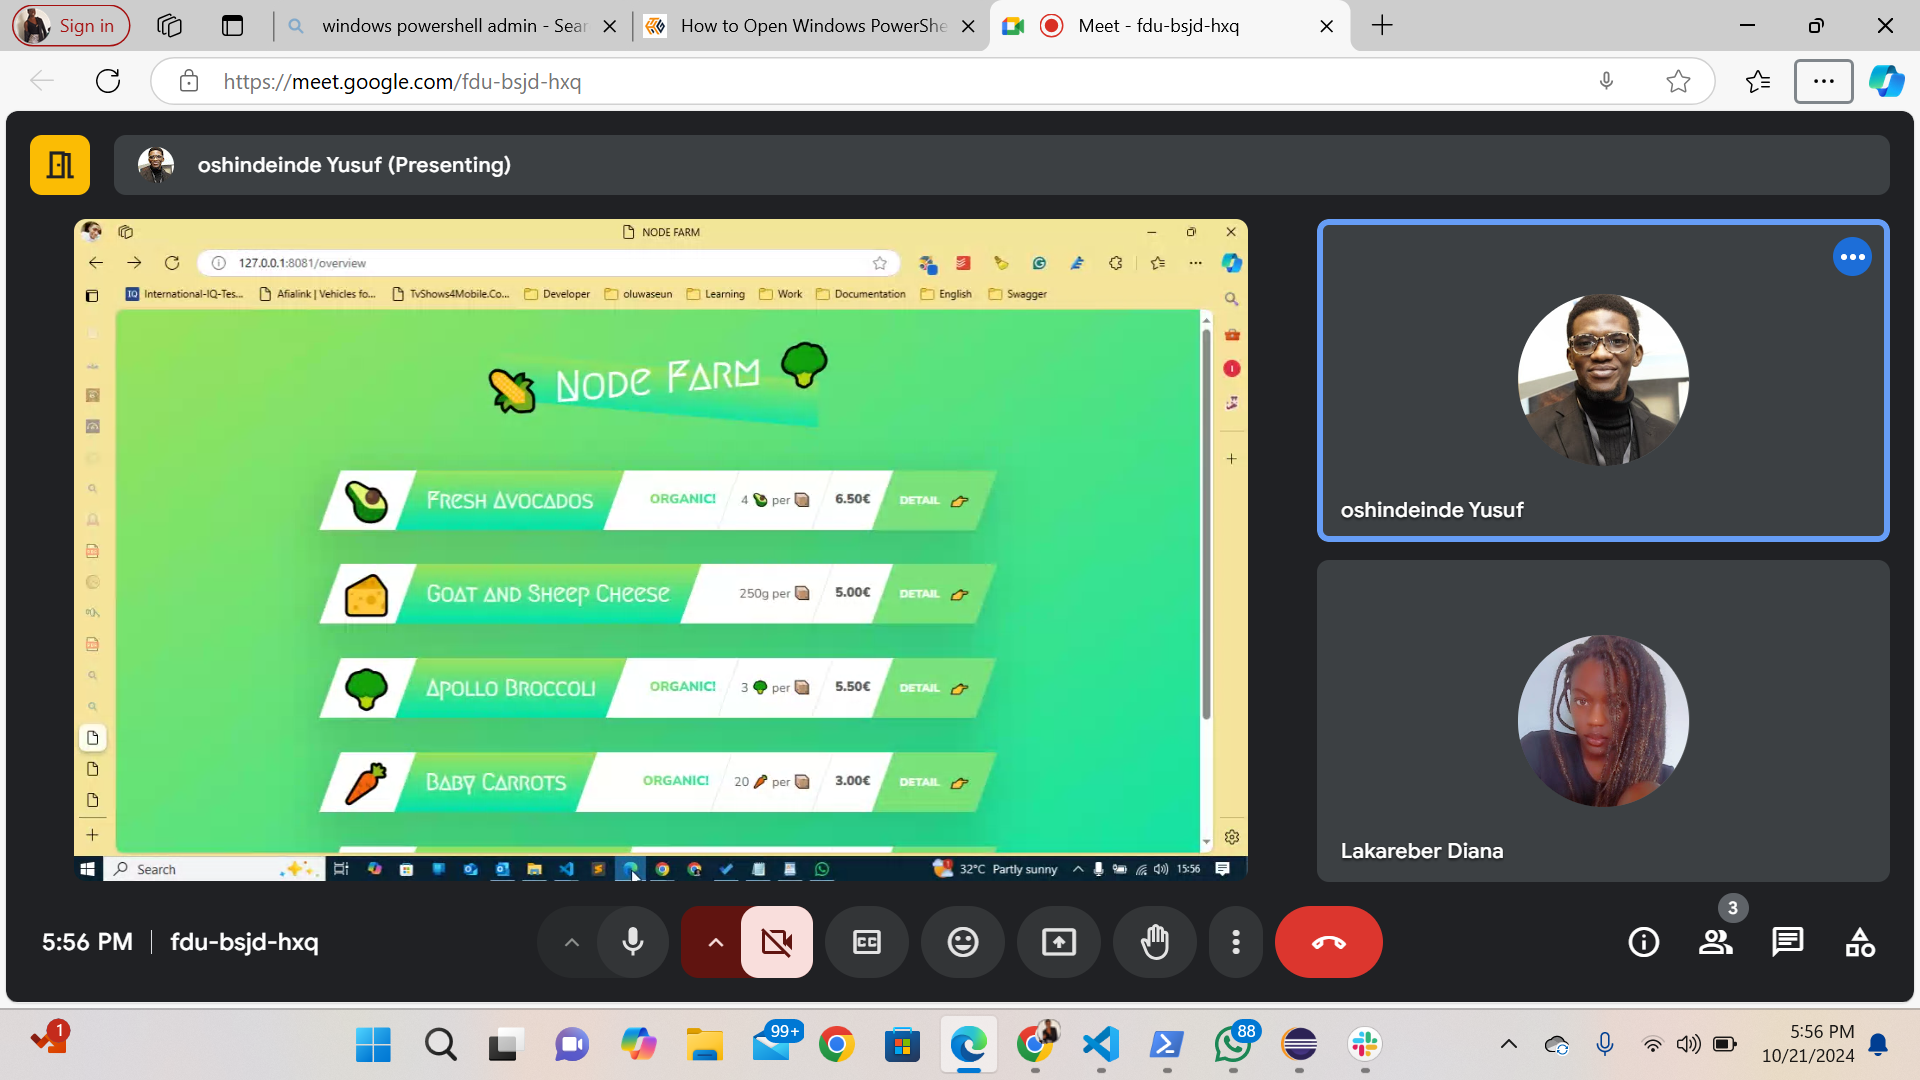 Sign in
windows powershell admin - Sear
How to Open Windows PowerShe
Meet - fdu-bsjd-hxq
https://meet.google.com/fdu-bsjd-hxq
oshindeinde Yusuf (Presenting)
NODE FARM
127.0.0.1:8081/overview
International-IQ-Tes...
Afialink | Vehicles fo...
TvShows4Mobile.Co...
Developer
oluwaseun
Learning
Work
Documentation
English
Swagger
NODE FARM
FRESH AVOCADOS ORGANIC! 4 per 6.50€ DETAIL
GOAT AND SHEEP CHEESE 250g per 5.00€ DETAIL
APOLLO BROCCOLI ORGANIC! 3 per 5.50€ DETAIL
BABY CARROTS ORGANIC! 20 per 3.00€ DETAIL
Search
32°C Partly sunny
15:56
oshindeinde Yusuf
Lakareber Diana
5:56 PM | fdu-bsjd-hxq
CC
3
1
99+
88
5:56 PM
10/21/2024